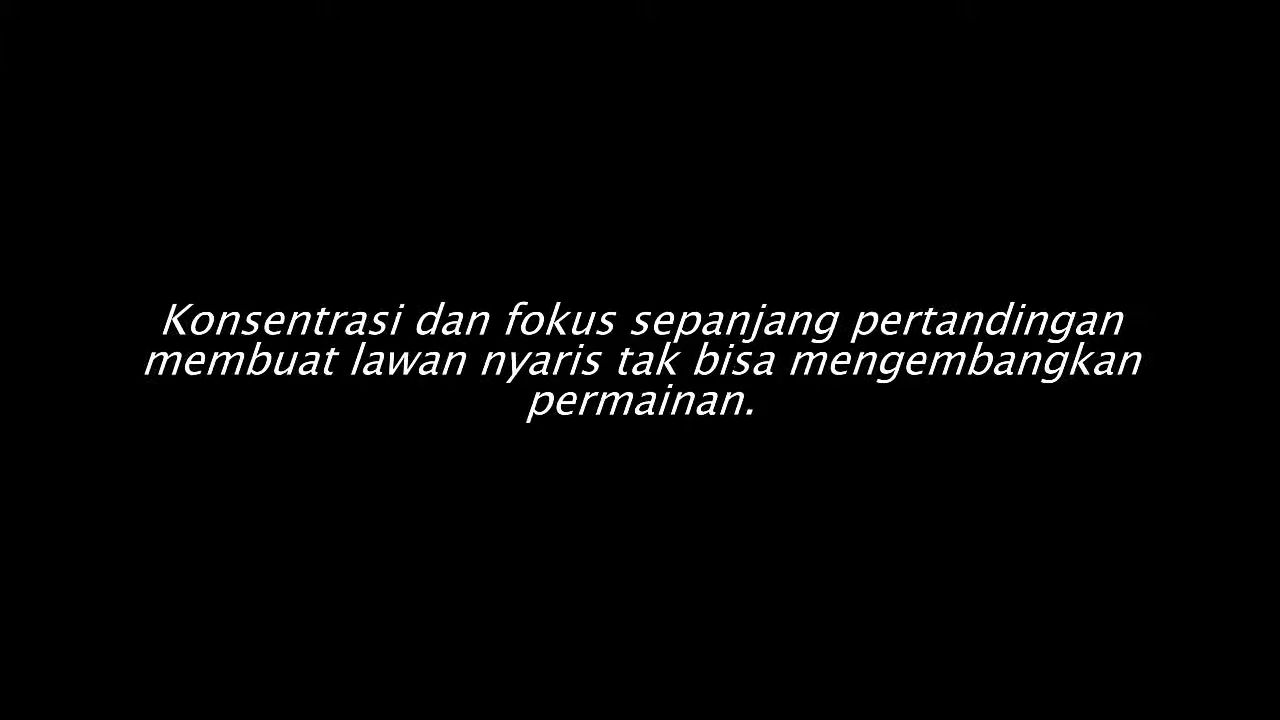 Konsentrasi dan fokus sepanjang pertandingan
membuat lawan nyaris tak bisa mengembangkan
permainan.